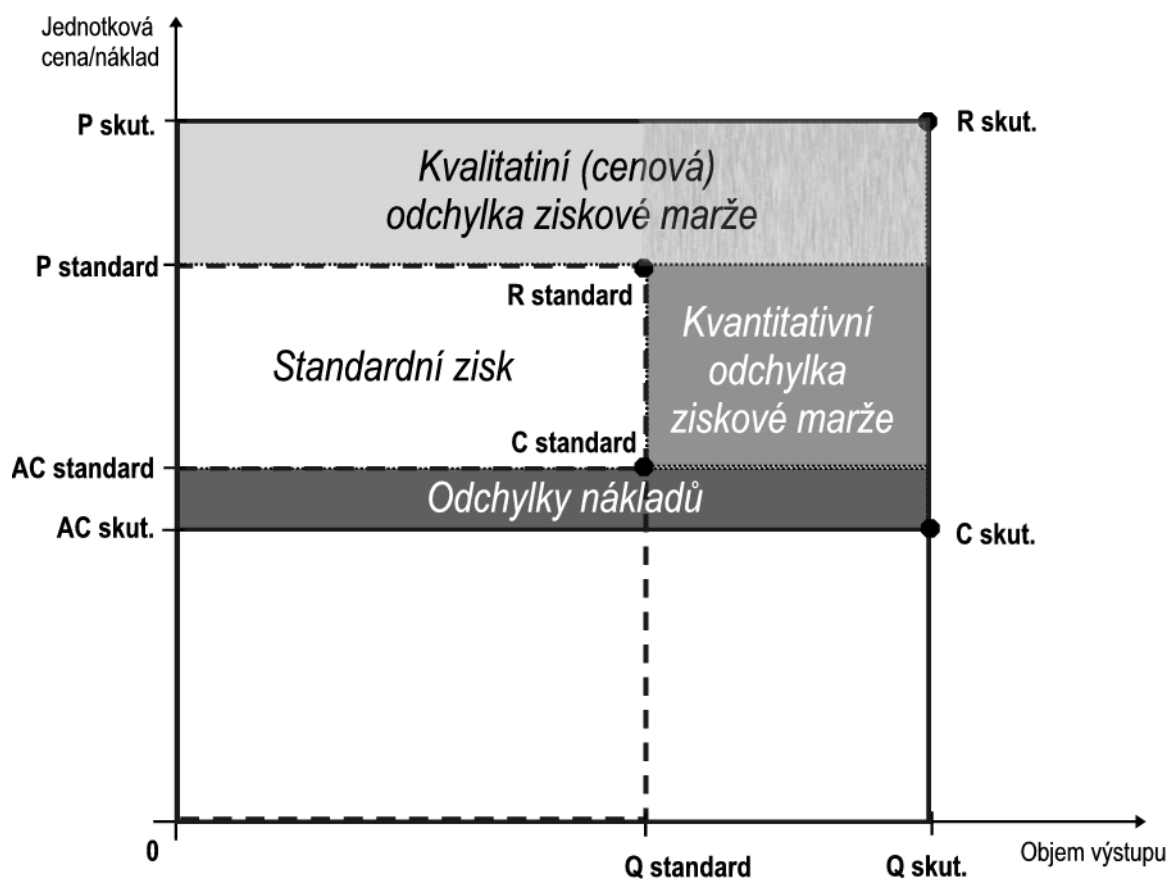 Jednotková
cena/náklad
P skut.
R skut.
Kvalitatiní (cenová)
odchylka ziskové marže
P standard
R standard
Kvantitativní
odchylka
ziskové marže
Standardní zisk
C standard
AC standard
Odchylky nákladů
AC skut.
C skut.
0
Q standard
Q skut.
Objem výstupu